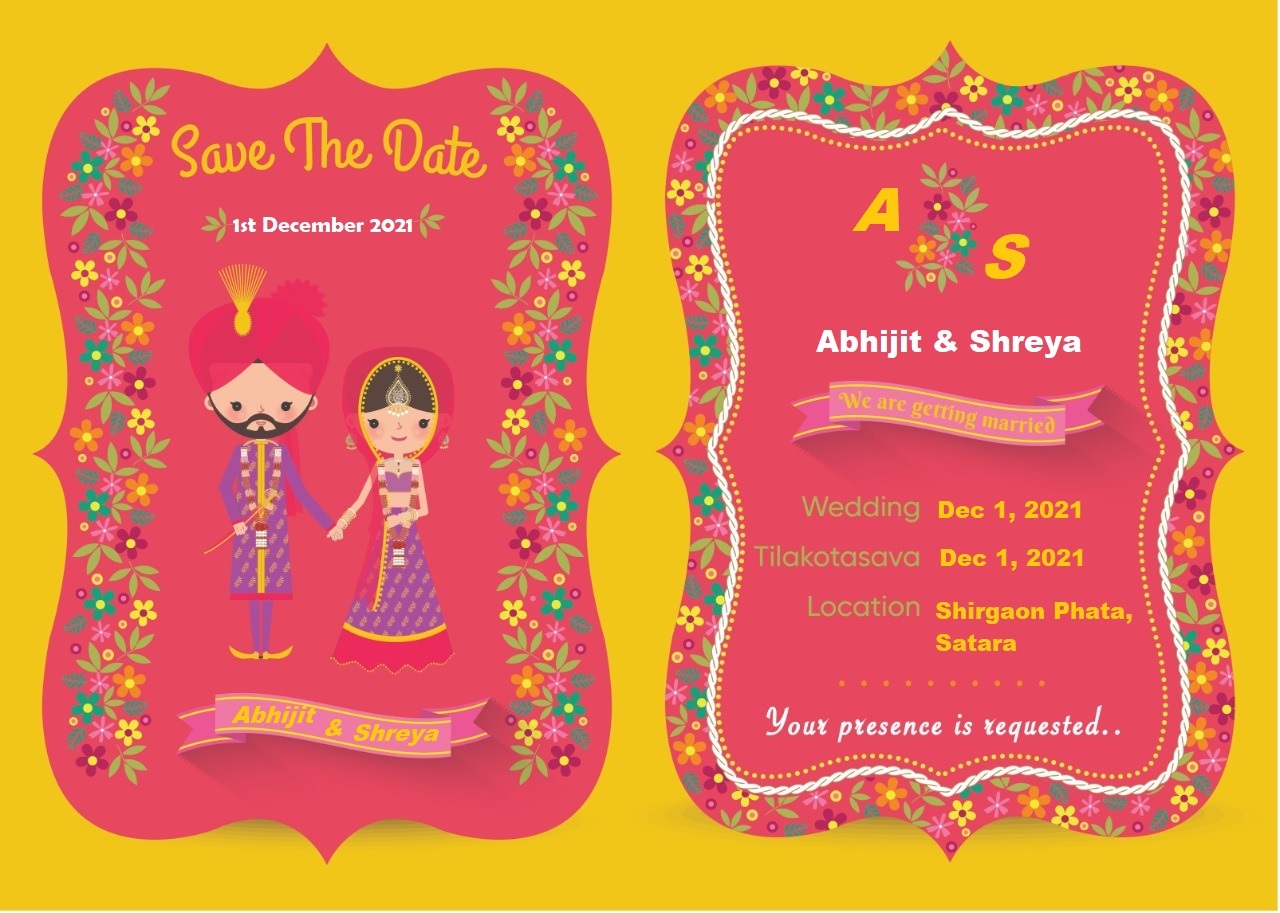 Save The Date
1st December 2021
Abhijit & Shreya
A
S
Abhijit & Shreya
We are getting married
Wedding Dec 1, 2021
Tilakotasava Dec 1, 2021
Location Shirgaon Phata,
Satara
Your presence is requested..